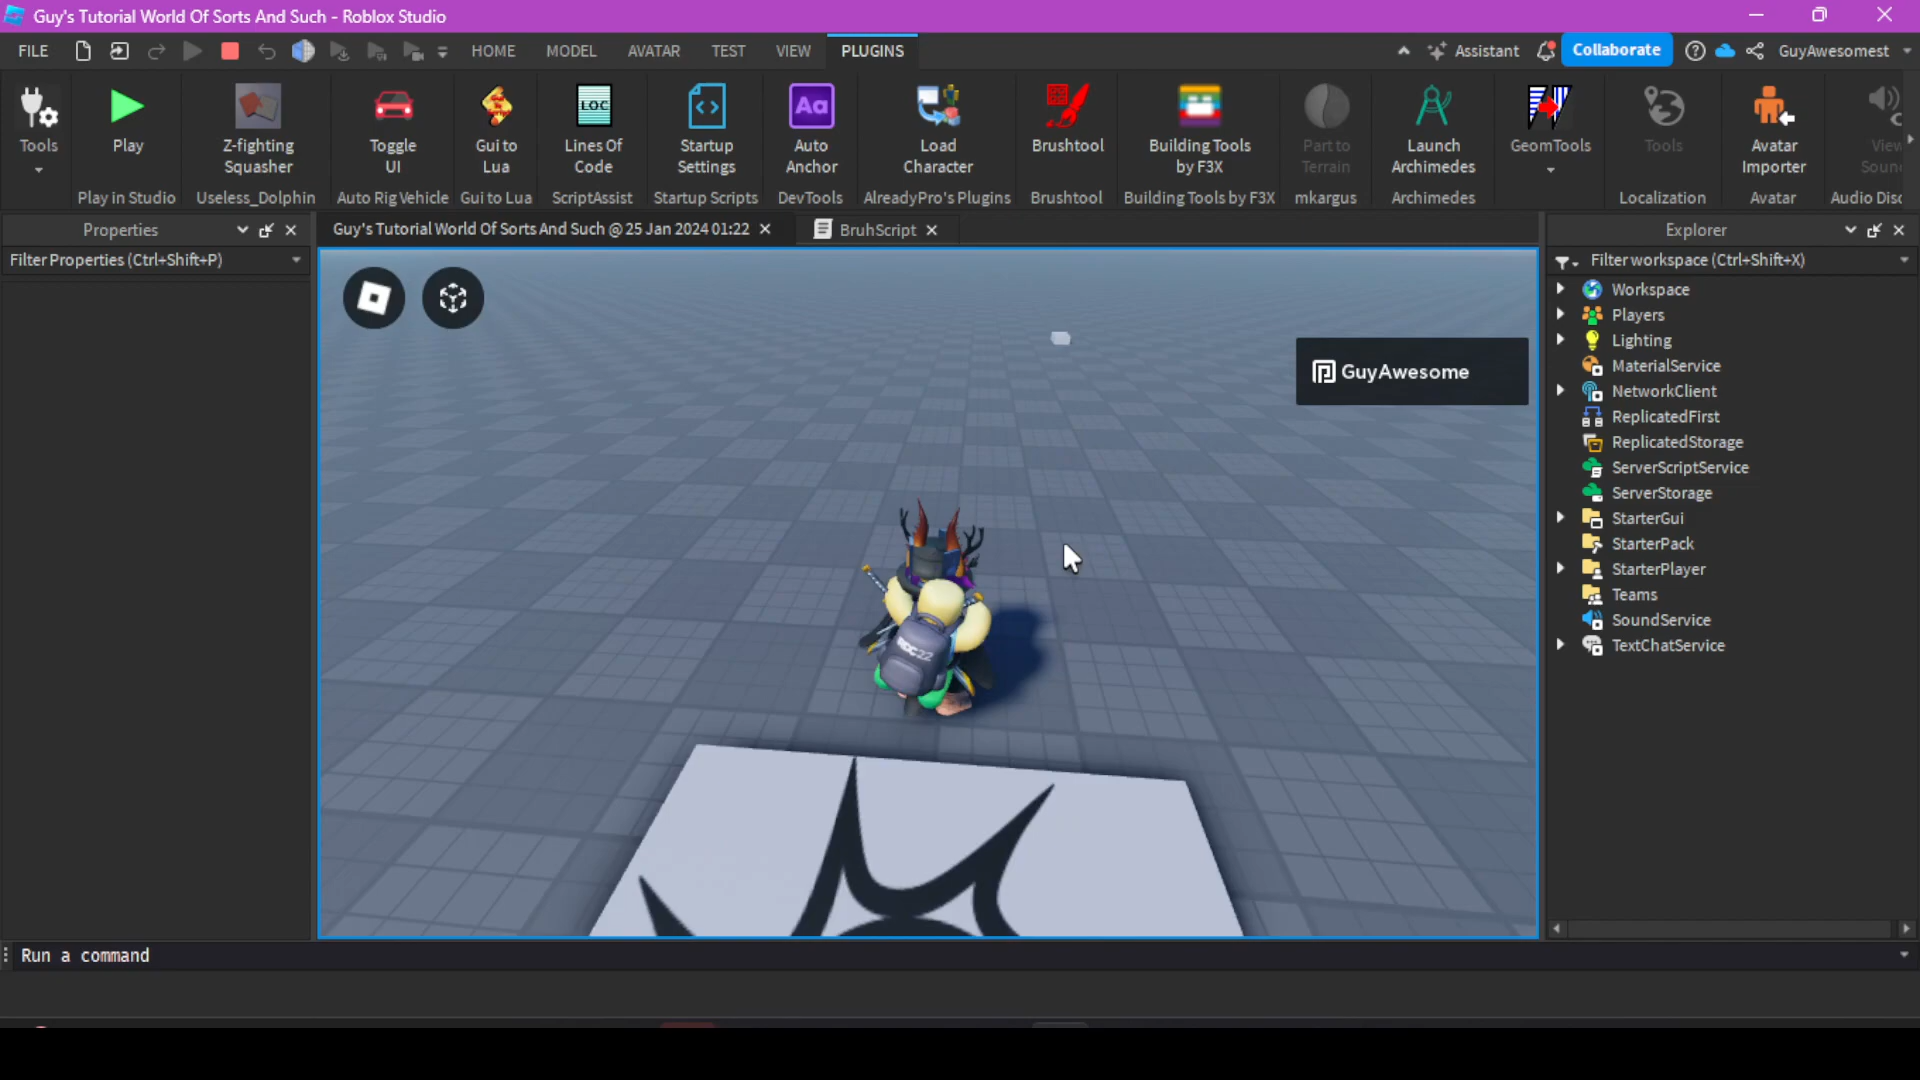 Guy's Tutorial World Of Sorts And Such - Roblox Studio
FILE HOME MODEL AVATAR TEST VIEW PLUGINS Assistant Collaborate GuyAwesomest
LOC Aa
Tools Play Z-fighting Squasher Toggle UI Gui to Lua Lines Of Code Startup Settings Auto Anchor Load Character Brushtool Building Tools by F3X Part to Terrain Launch Archimedes GeomTools Tools Avatar Importer
Play in Studio Useless_Dolphin Auto Rig Vehicle Gui to Lua ScriptAssist Startup Scripts DevTools AlreadyPro's Plugins Brushtool Building Tools by F3X mkargus Archimedes Localization Avatar
Properties Guy's Tutorial World Of Sorts And Such @ 25 Jan 2024 01:22 BruhScript Explorer
Filter Properties (Ctrl+Shift+P) Filter workspace (Ctrl+Shift+X)
Workspace
Players
Lighting
MaterialService
GuyAwesome
NetworkClient
ReplicatedFirst
ReplicatedStorage
ServerScriptService
ServerStorage
StarterGui
StarterPack
StarterPlayer
Teams
SoundService
TextChatService
RDC22
Run a command